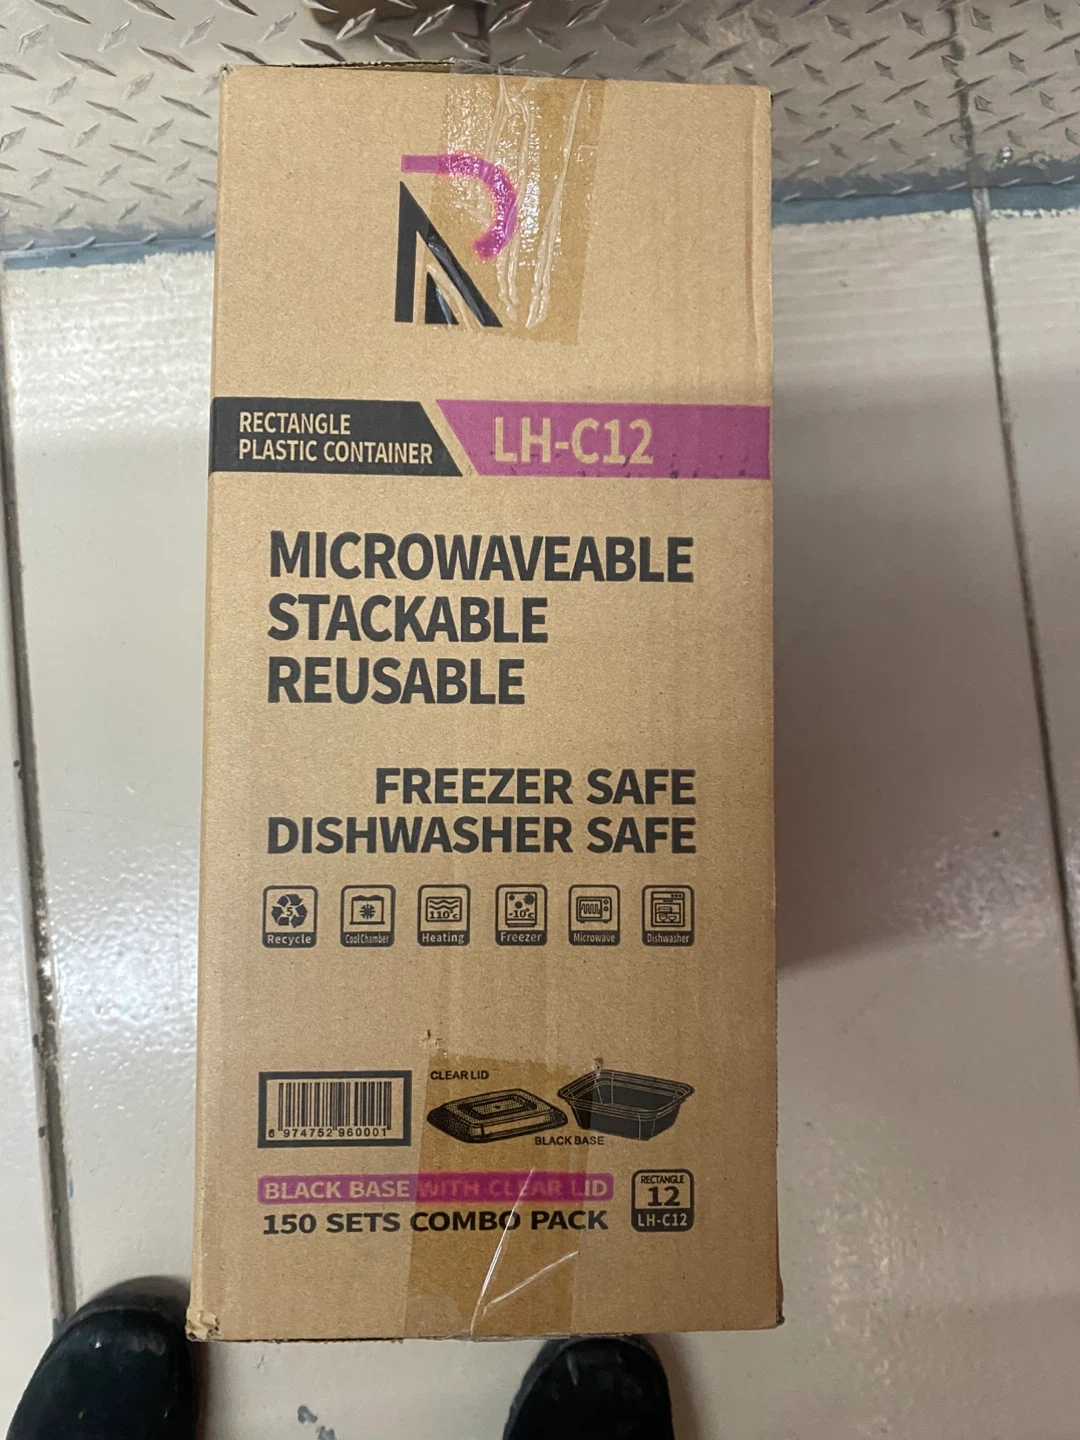 RECTANGLE
PLASTIC CONTAINER
LH-C12
MICROWAVEABLE
STACKABLE
REUSABLE
FREEZER SAFE
DISHWASHER SAFE
5 110°c -10°c
Recycle Cool Chamber Heating Freezer Microwave Dishwasher
CLEAR LID
6 974752 960001
BLACK BASE
BLACK BASE WITH CLEAR LID
150 SETS COMBO PACK
RECTANGLE
12
LH-C12